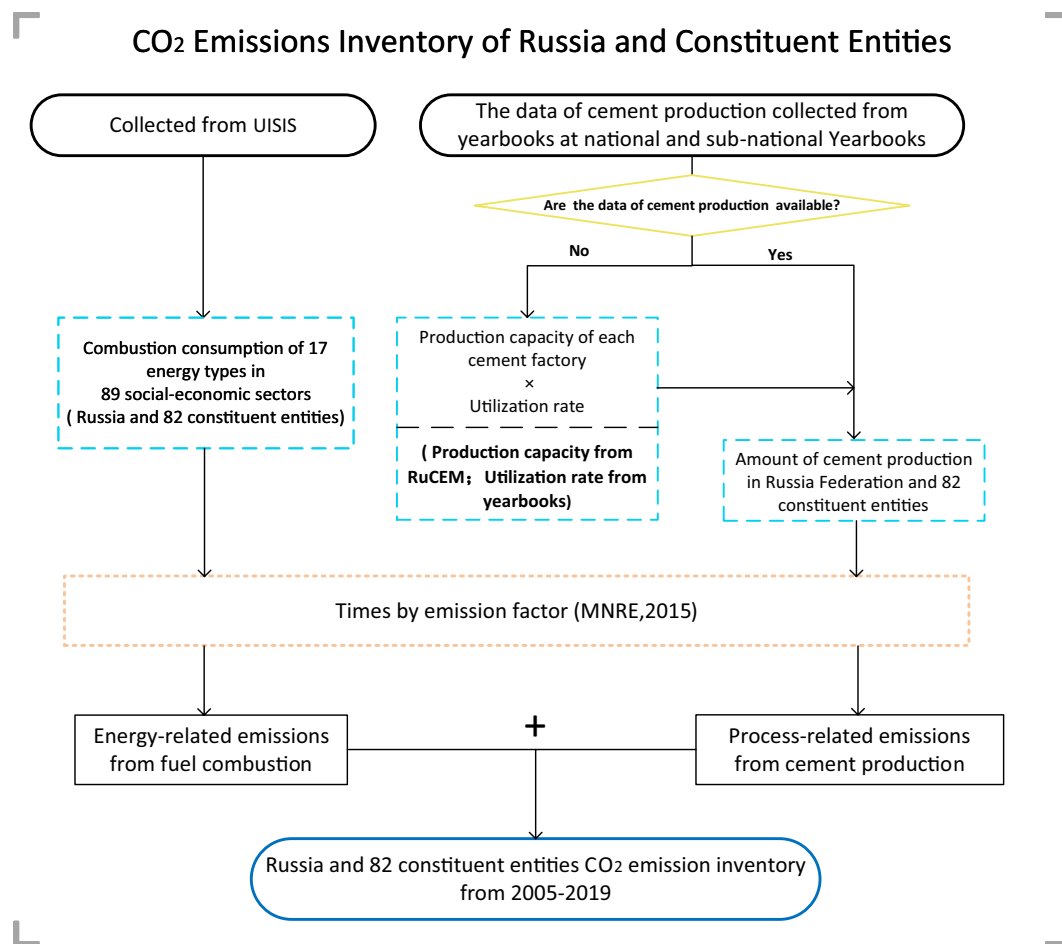 CO₂ Emissions Inventory of Russia and Constituent Entities
Collected from UISIS
The data of cement production collected from
yearbooks at national and sub-national Yearbooks
Are the data of cement production available?
No
Yes
Combustion consumption of 17
energy types in
89 social-economic sectors
( Russia and 82 constituent entities)
Production capacity of each
cement factory
×
Utilization rate
( Production capacity from
RuCEM；Utilization rate from
yearbooks)
Amount of cement production
in Russia Federation and 82
constituent entities
Times by emission factor (MNRE,2015)
Energy-related emissions
from fuel combustion
+
Process-related emissions
from cement production
Russia and 82 constituent entities CO₂ emission inventory
from 2005-2019